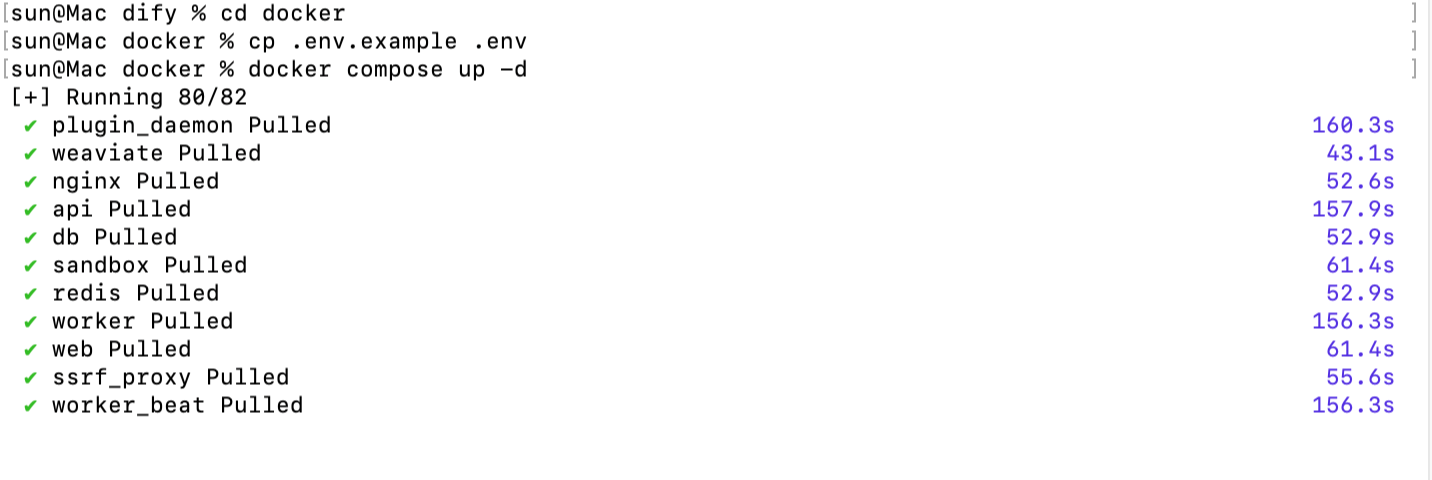 [sun@Mac dify % cd docker ]
[sun@Mac docker % cp .env.example .env ]
[sun@Mac docker % docker compose up -d ]
[+] Running 80/82
✔ plugin_daemon Pulled 160.3s
✔ weaviate Pulled 43.1s
✔ nginx Pulled 52.6s
✔ api Pulled 157.9s
✔ db Pulled 52.9s
✔ sandbox Pulled 61.4s
✔ redis Pulled 52.9s
✔ worker Pulled 156.3s
✔ web Pulled 61.4s
✔ ssrf_proxy Pulled 55.6s
✔ worker_beat Pulled 156.3s